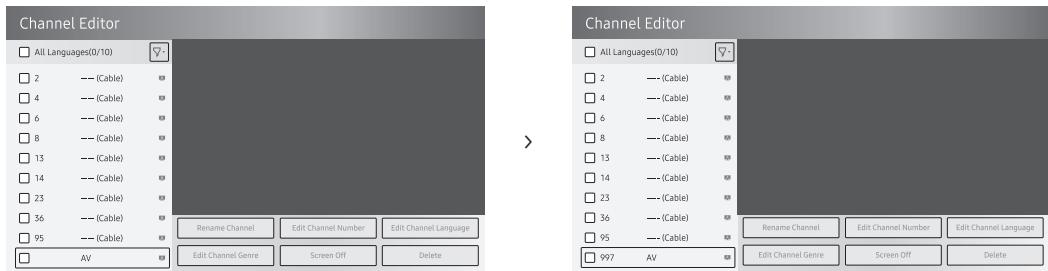 Channel Editor
All Languages(0/10)
2 –– (Cable)
4 –– (Cable)
6 –– (Cable)
8 –– (Cable)
13 –– (Cable)
14 –– (Cable)
23 –– (Cable)
36 –– (Cable)
95 –– (Cable)
AV
Rename Channel Edit Channel Number Edit Channel Language
Edit Channel Genre Screen Off Delete
>
Channel Editor
All Languages(0/10)
2 –- (Cable)
4 –- (Cable)
6 –- (Cable)
8 –- (Cable)
13 –- (Cable)
14 –- (Cable)
23 –- (Cable)
36 –- (Cable)
95 –- (Cable)
997 AV
Rename Channel Edit Channel Number Edit Channel Language
Edit Channel Genre Screen Off Delete